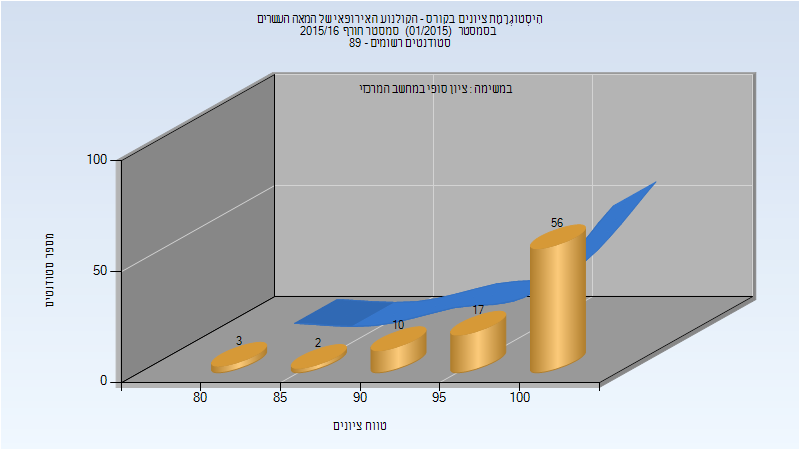 היסטוגרמת ציונים בקורס - הקולנוע האירופאי של המאה העשרים
בסמסטר (01/2015) סמסטר חורף 2015/16
סטודנטים רשומים - 89
במשימה : ציון סופי במחשב המרכזי
מספר סטודנטים
100
50
0
3
2
10
17
56
80
85
90
95
100
טווח ציונים